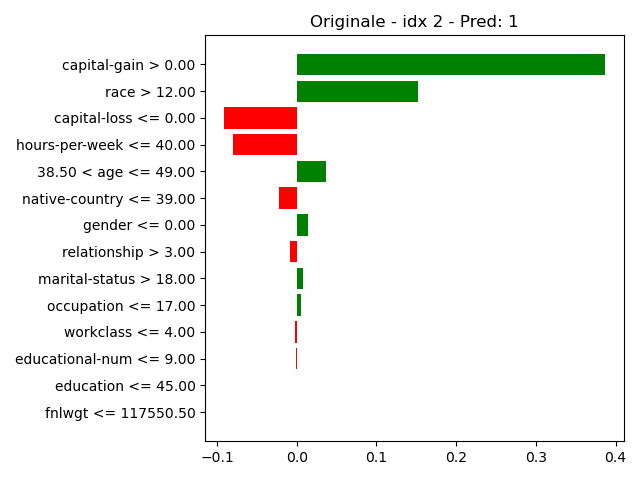 Originale - idx 2 - Pred: 1
capital-gain > 0.00
race > 12.00
capital-loss <= 0.00
hours-per-week <= 40.00
38.50 < age <= 49.00
native-country <= 39.00
gender <= 0.00
relationship > 3.00
marital-status > 18.00
occupation <= 17.00
workclass <= 4.00
educational-num <= 9.00
education <= 45.00
fnlwgt <= 117550.50
−0.1 0.0 0.1 0.2 0.3 0.4